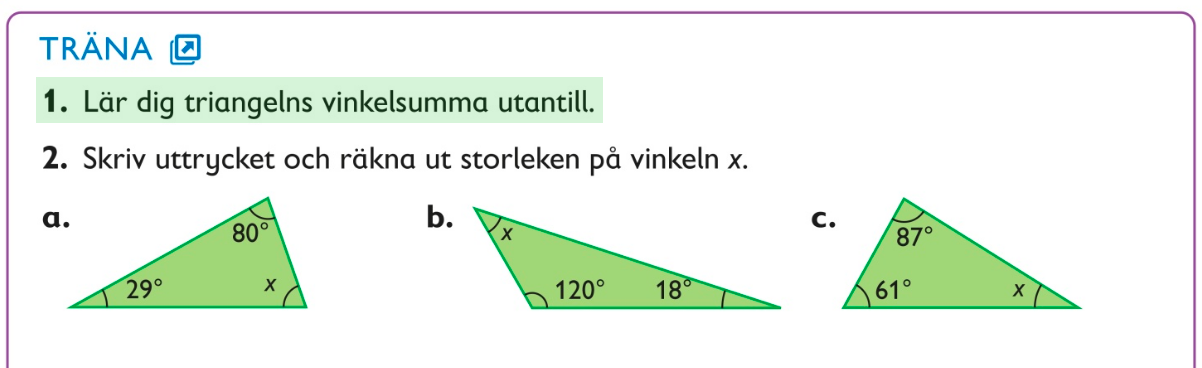 TRÄNA
1. Lär dig triangelns vinkelsumma utantill.
2. Skriv uttrycket och räkna ut storleken på vinkeln x.
a.
80°
29°
x
b.
x
120°
18°
c.
87°
61°
x